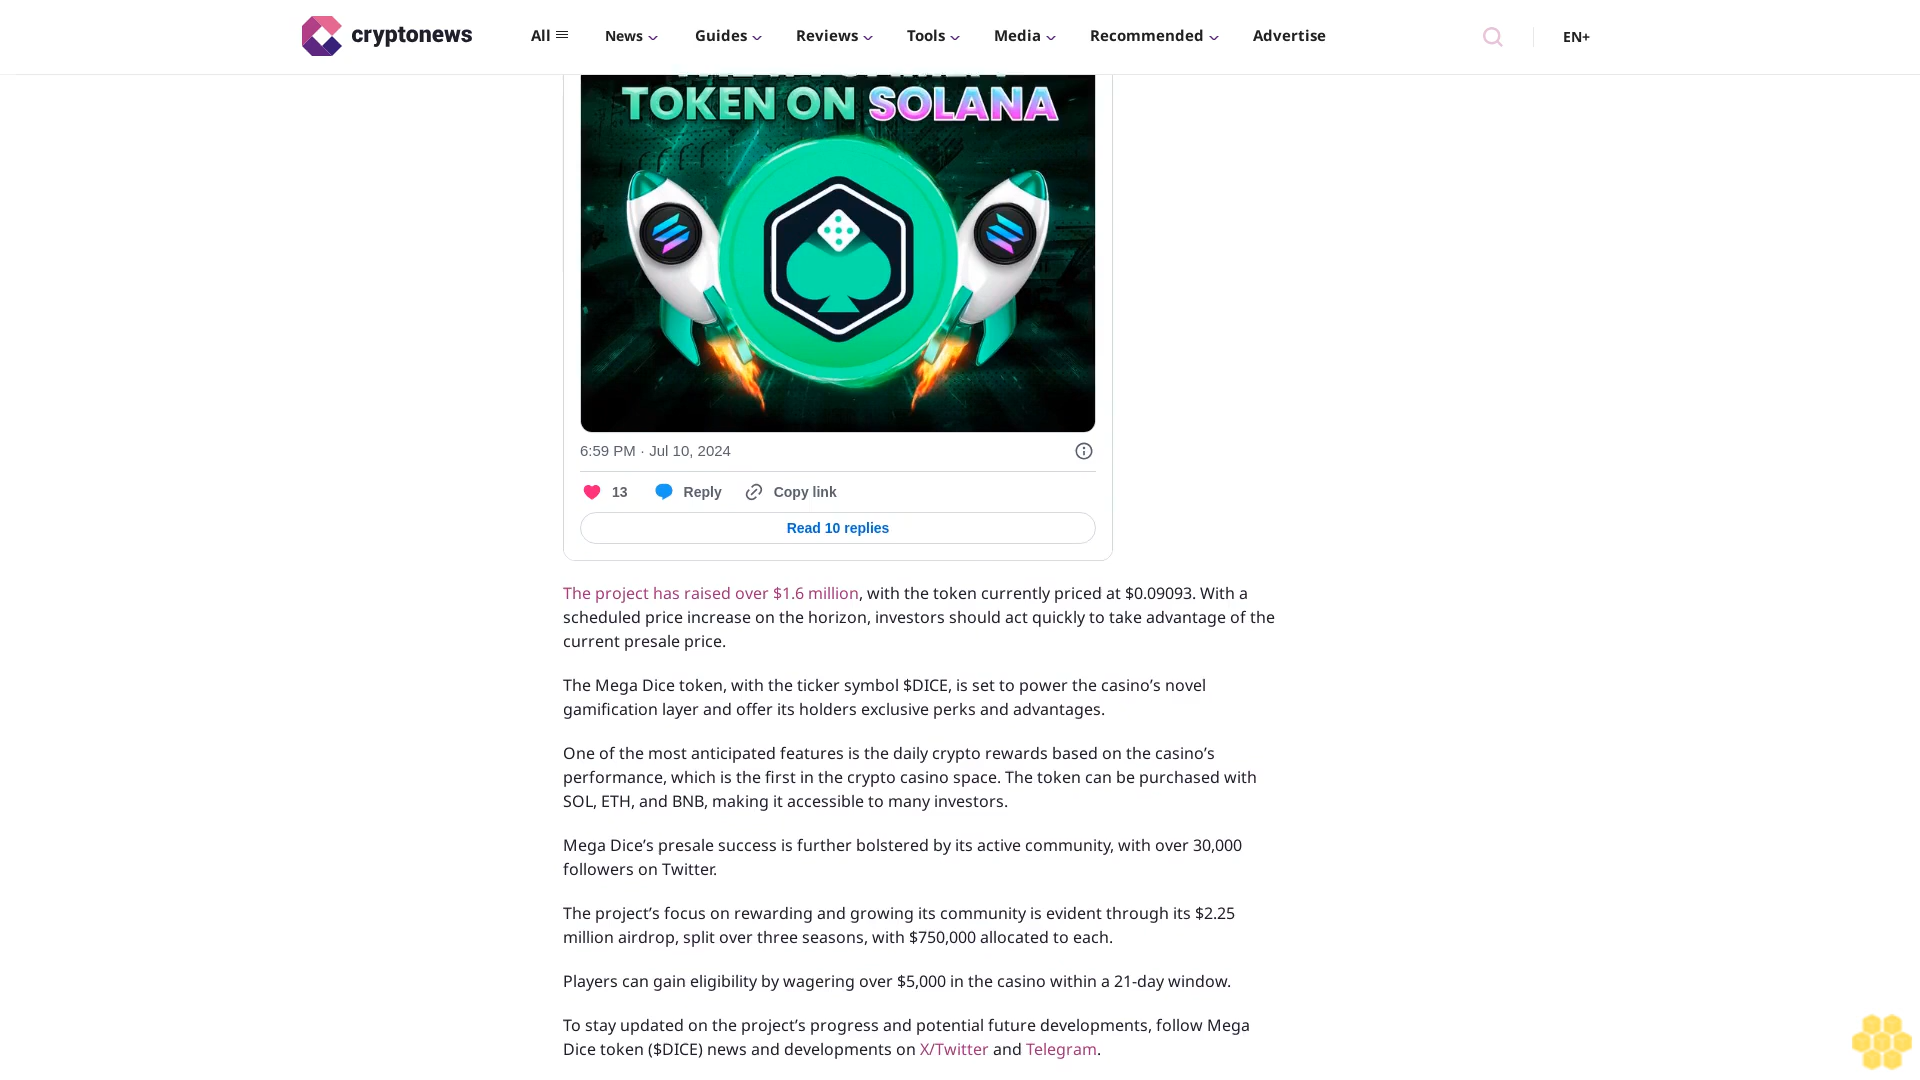 cryptonews
All
News
Guides
Reviews
Tools
Media
Recommended
Advertise
EN+
TOKEN ON SOLANA
6:59 PM · Jul 10, 2024
13
Reply
Copy link
Read 10 replies
The project has raised over $1.6 million, with the token currently priced at $0.09093. With a
scheduled price increase on the horizon, investors should act quickly to take advantage of the
current presale price.
The Mega Dice token, with the ticker symbol $DICE, is set to power the casino’s novel
gamification layer and offer its holders exclusive perks and advantages.
One of the most anticipated features is the daily crypto rewards based on the casino’s
performance, which is the first in the crypto casino space. The token can be purchased with
SOL, ETH, and BNB, making it accessible to many investors.
Mega Dice’s presale success is further bolstered by its active community, with over 30,000
followers on Twitter.
The project’s focus on rewarding and growing its community is evident through its $2.25
million airdrop, split over three seasons, with $750,000 allocated to each.
Players can gain eligibility by wagering over $5,000 in the casino within a 21-day window.
To stay updated on the project’s progress and potential future developments, follow Mega
Dice token ($DICE) news and developments on X/Twitter and Telegram.